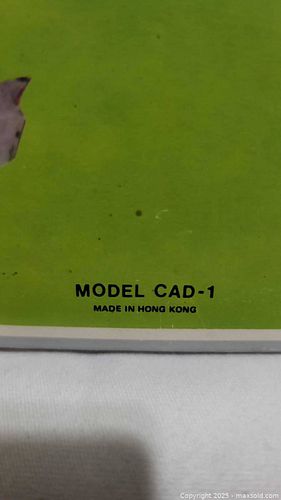 MODEL CAD-1
MADE IN HONG KONG
Copyright 2025 - maxsold.com